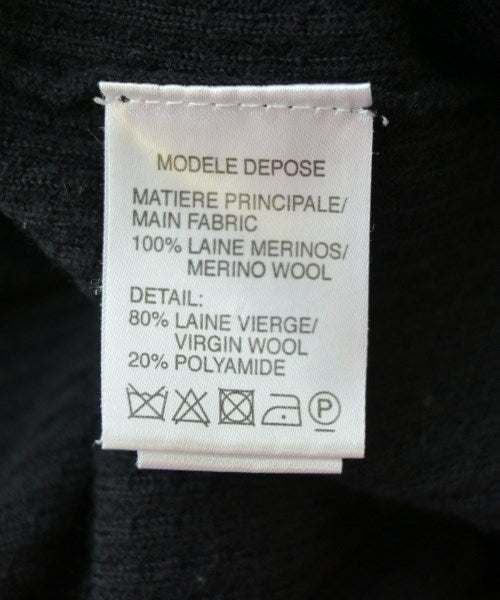 MODELE DEPOSE
MATIERE PRINCIPALE/
MAIN FABRIC
100% LAINE MERINOS/
MERINO WOOL
DETAIL:
80% LAINE VIERGE/
VIRGIN WOOL
20% POLYAMIDE
P